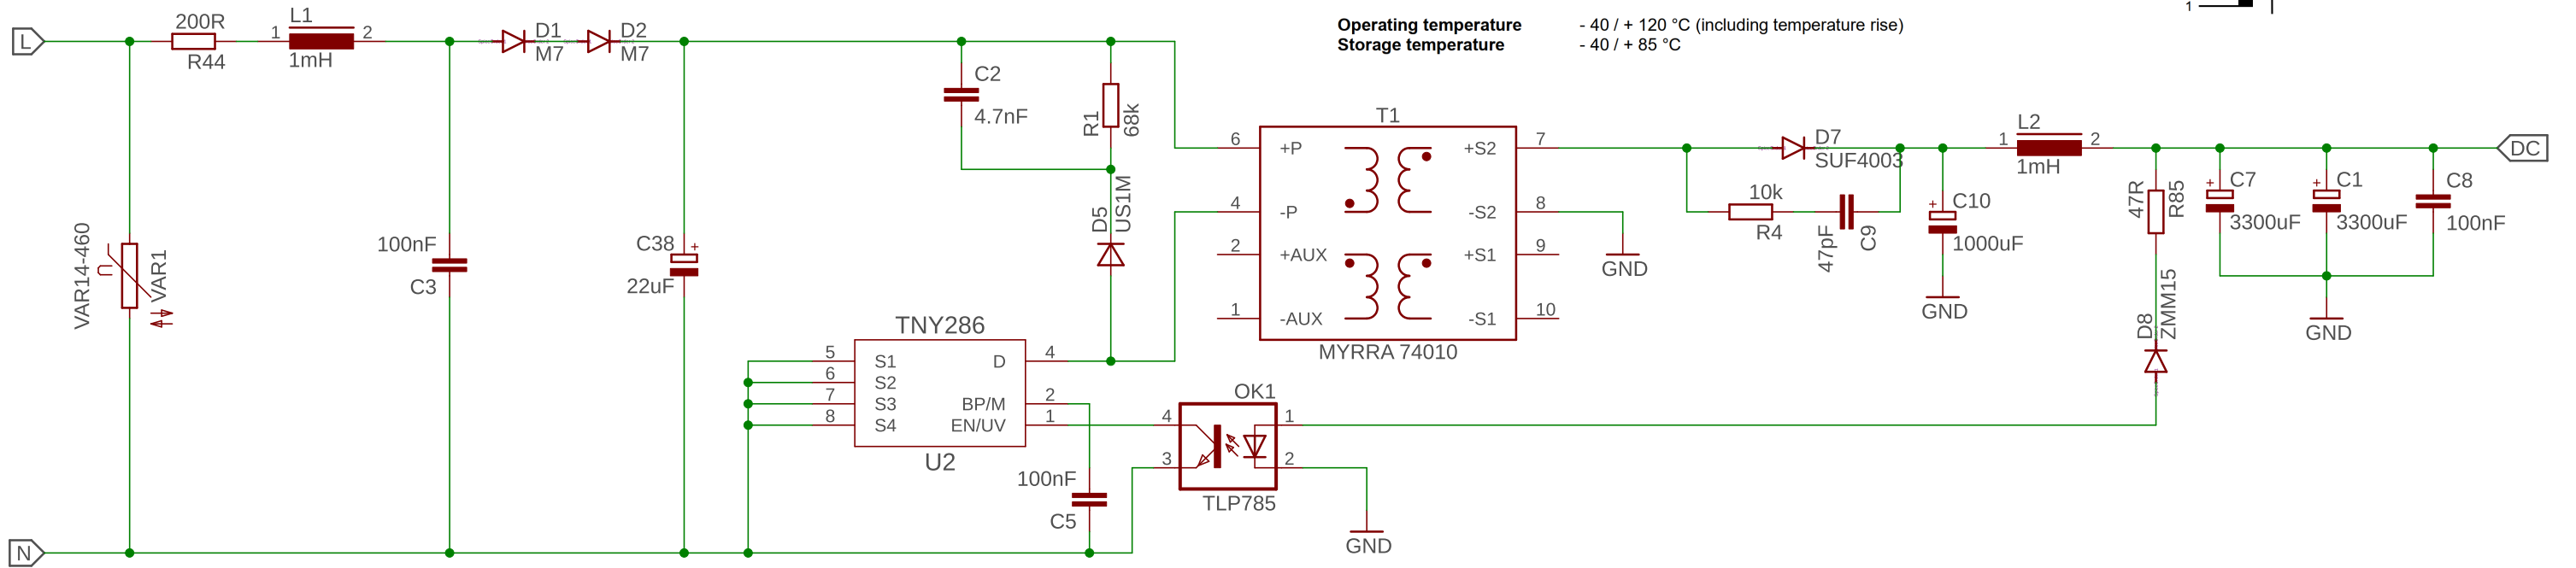 Operating temperature - 40 / + 120 °C (including temperature rise)
Storage temperature - 40 / + 85 °C
1
L
200R
R44
L1
1 2
1mH
D1
M7
D2
M7
C2
4.7nF
R1
68k
D5
US1M
VAR14-460
VAR1
100nF
C3
C38
+
22uF
T1
6 +P +S2 7
4 -P -S2 8
2 +AUX +S1 9
1 -AUX -S1 10
MYRRA 74010
GND
D7
SUF4003
10k
R4
47pF
C9
+
C10
1000uF
GND
L2
1 2
1mH
47R
R85
D8
ZMM15
+
C7
3300uF
+
C1
3300uF
C8
100nF
GND
DC
TNY286
5 S1 D 4
6 S2
7 S3 BP/M 2
8 S4 EN/UV 1
U2
100nF
C5
OK1
4 1
3 2
TLP785
GND
N